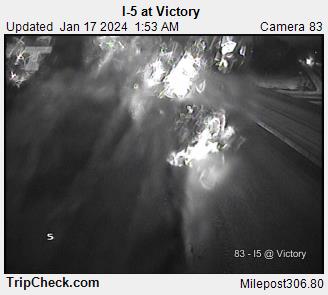 I-5 at Victory
Updated Jan 17 2024 1:53 AM Camera 83
S
83 - I5 @ Victory
TripCheck.com Milepost306.80